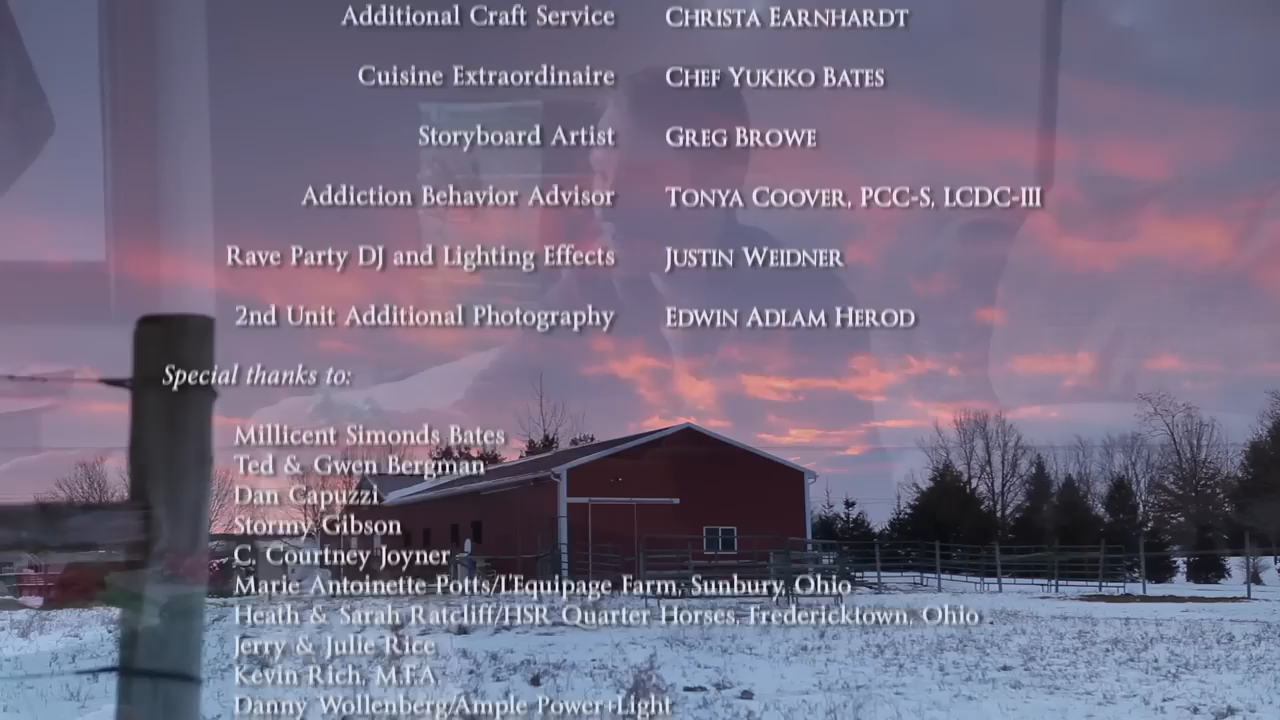 Additional Craft Service CHRISTA EARNHARDT
Cuisine Extraordinaire CHEF YUKIKO BATES
Storyboard Artist GREG BROWE
Addiction Behavior Advisor TONYA COOVER, PCC-S, LCDC-III
Rave Party DJ and Lighting Effects JUSTIN WEIDNER
2nd Unit Additional Photography EDWIN ADLAM HEROD
Special thanks to:
Millicent Simonds Bates
Ted & Gwen Bergman
Dan Capuzzi
Stormy Gibson
C. Courtney Joyner
Marie Antoinette Potts/L'Equipage Farm, Sunbury, Ohio
Heath & Sarah Ratcliff/HSR Quarter Horses, Fredericktown, Ohio
Jerry & Julie Rice
Kevin Rich, M.F.A.
Danny Wollenberg/Ample Power+Light